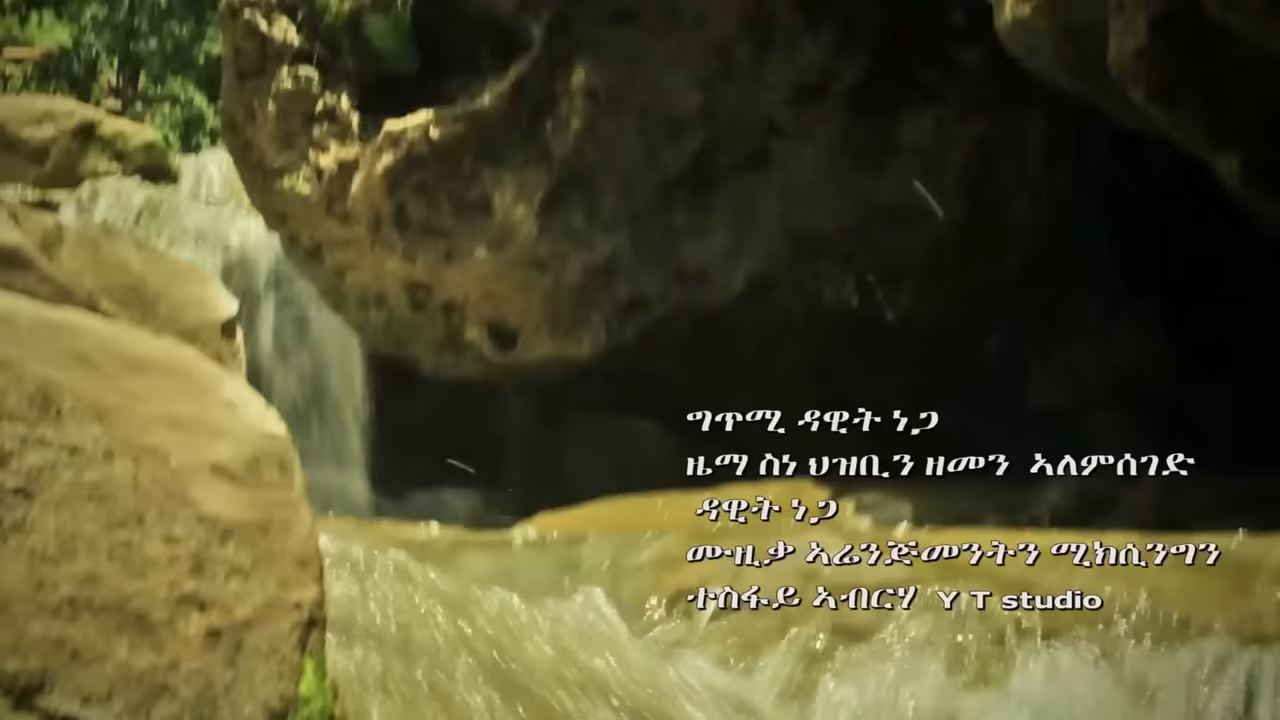 ግጥሚ ዳዊት ነጋ
ዜማ ስነ ህዝቢን ዘመን ኣለምሰገድ
ዳዊት ነጋ
ሙዚቃ ኣሬንጅመንትን ሚክሲንግን
ተስፋይ ኣብርሃ Y T studio